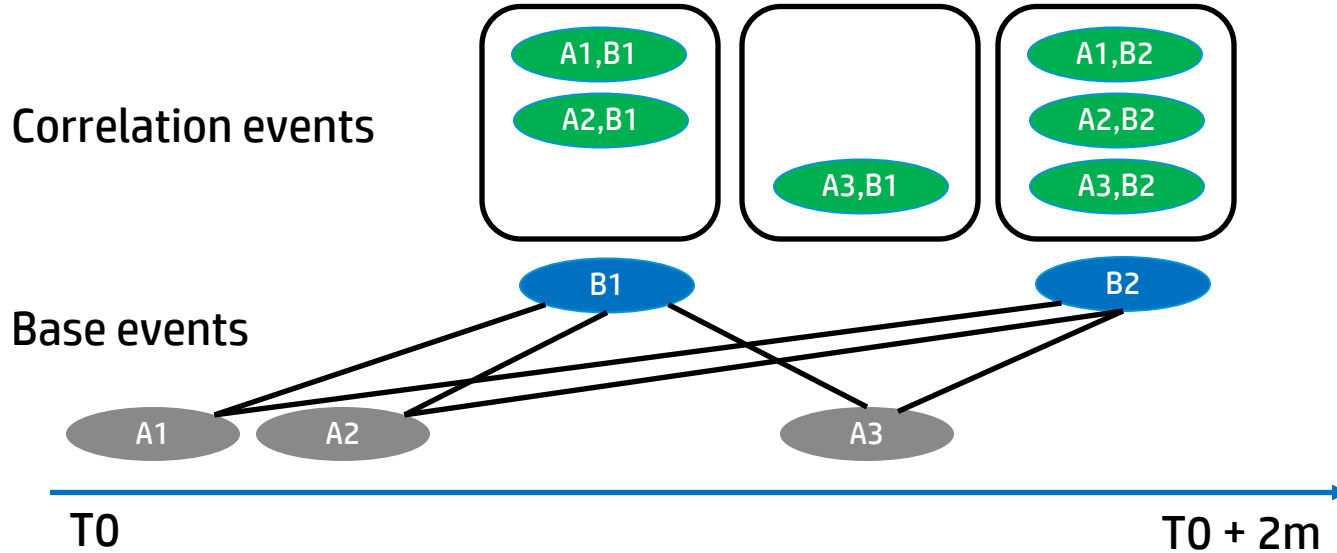 A1,B1
A1,B2
Correlation events
A2,B1
A2,B2
A3,B1
A3,B2
B1
B2
Base events
A1
A2
A3
T0
T0 + 2m